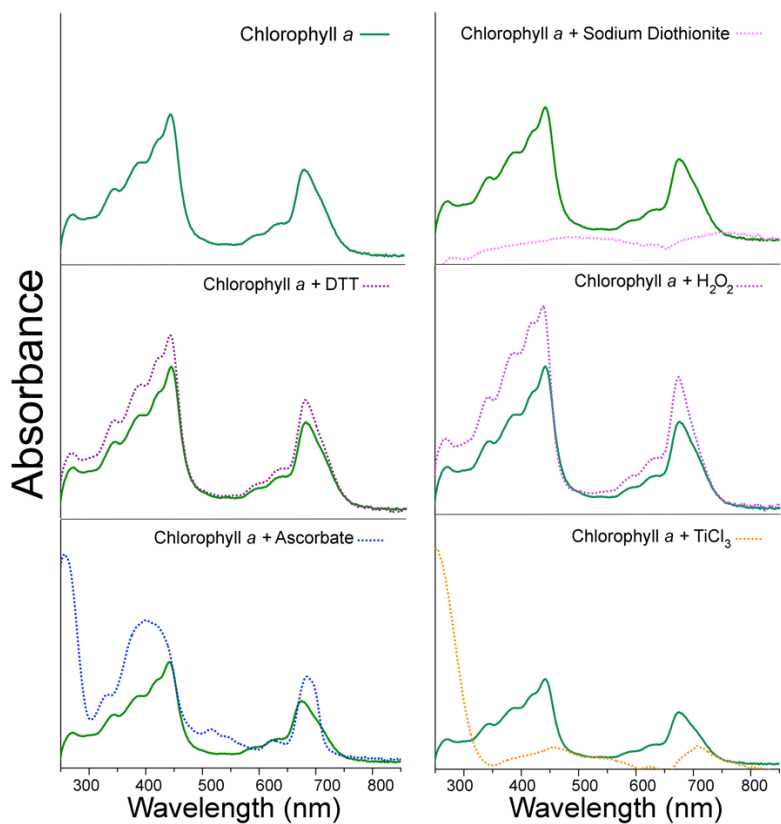 Chlorophyll a
Chlorophyll a + Sodium Diothionite
Chlorophyll a + DTT
Chlorophyll a + H₂O₂
Chlorophyll a + Ascorbate
Chlorophyll a + TiCl₃
Absorbance
300 400 500 600 700 800
300 400 500 600 700 800
Wavelength (nm)
Wavelength (nm)